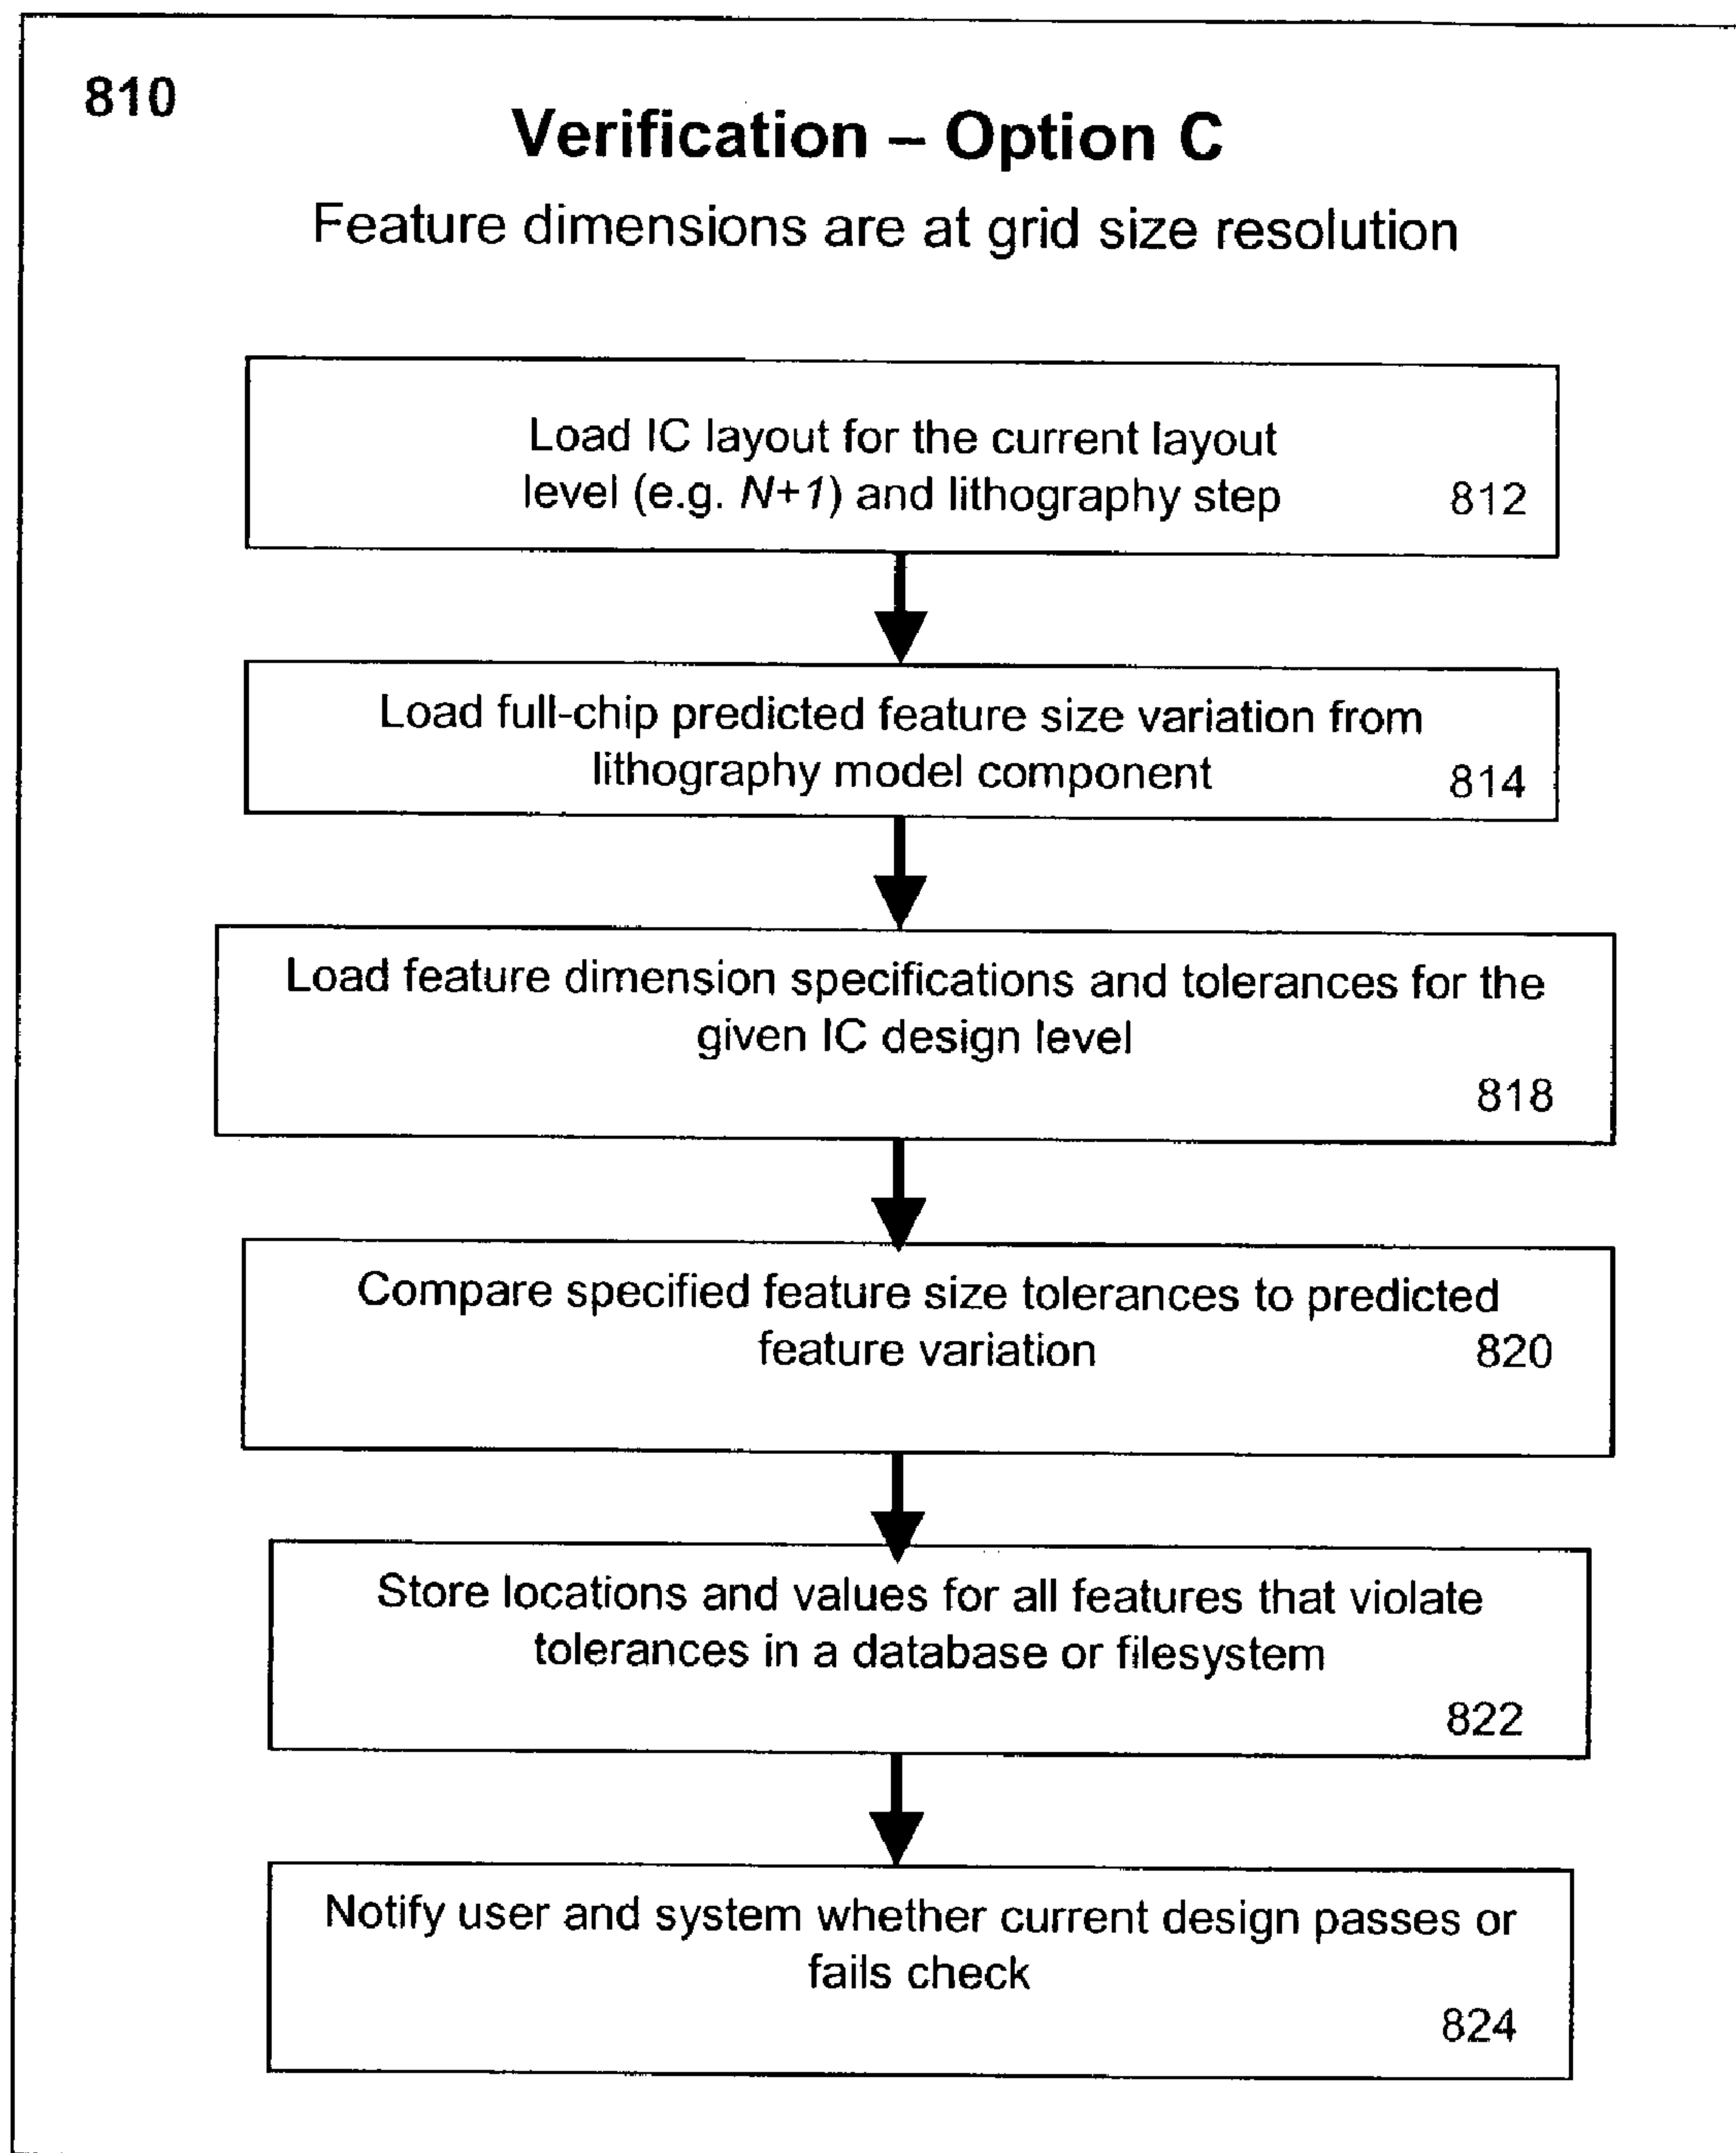 810
Verification – Option C
Feature dimensions are at grid size resolution
Load IC layout for the current layout
level (e.g. N+1) and lithography step 812
Load full-chip predicted feature size variation from
lithography model component 814
Load feature dimension specifications and tolerances for the
given IC design level
818
Compare specified feature size tolerances to predicted
feature variation 820
Store locations and values for all features that violate
tolerances in a database or filesystem
822
Notify user and system whether current design passes or
fails check
824